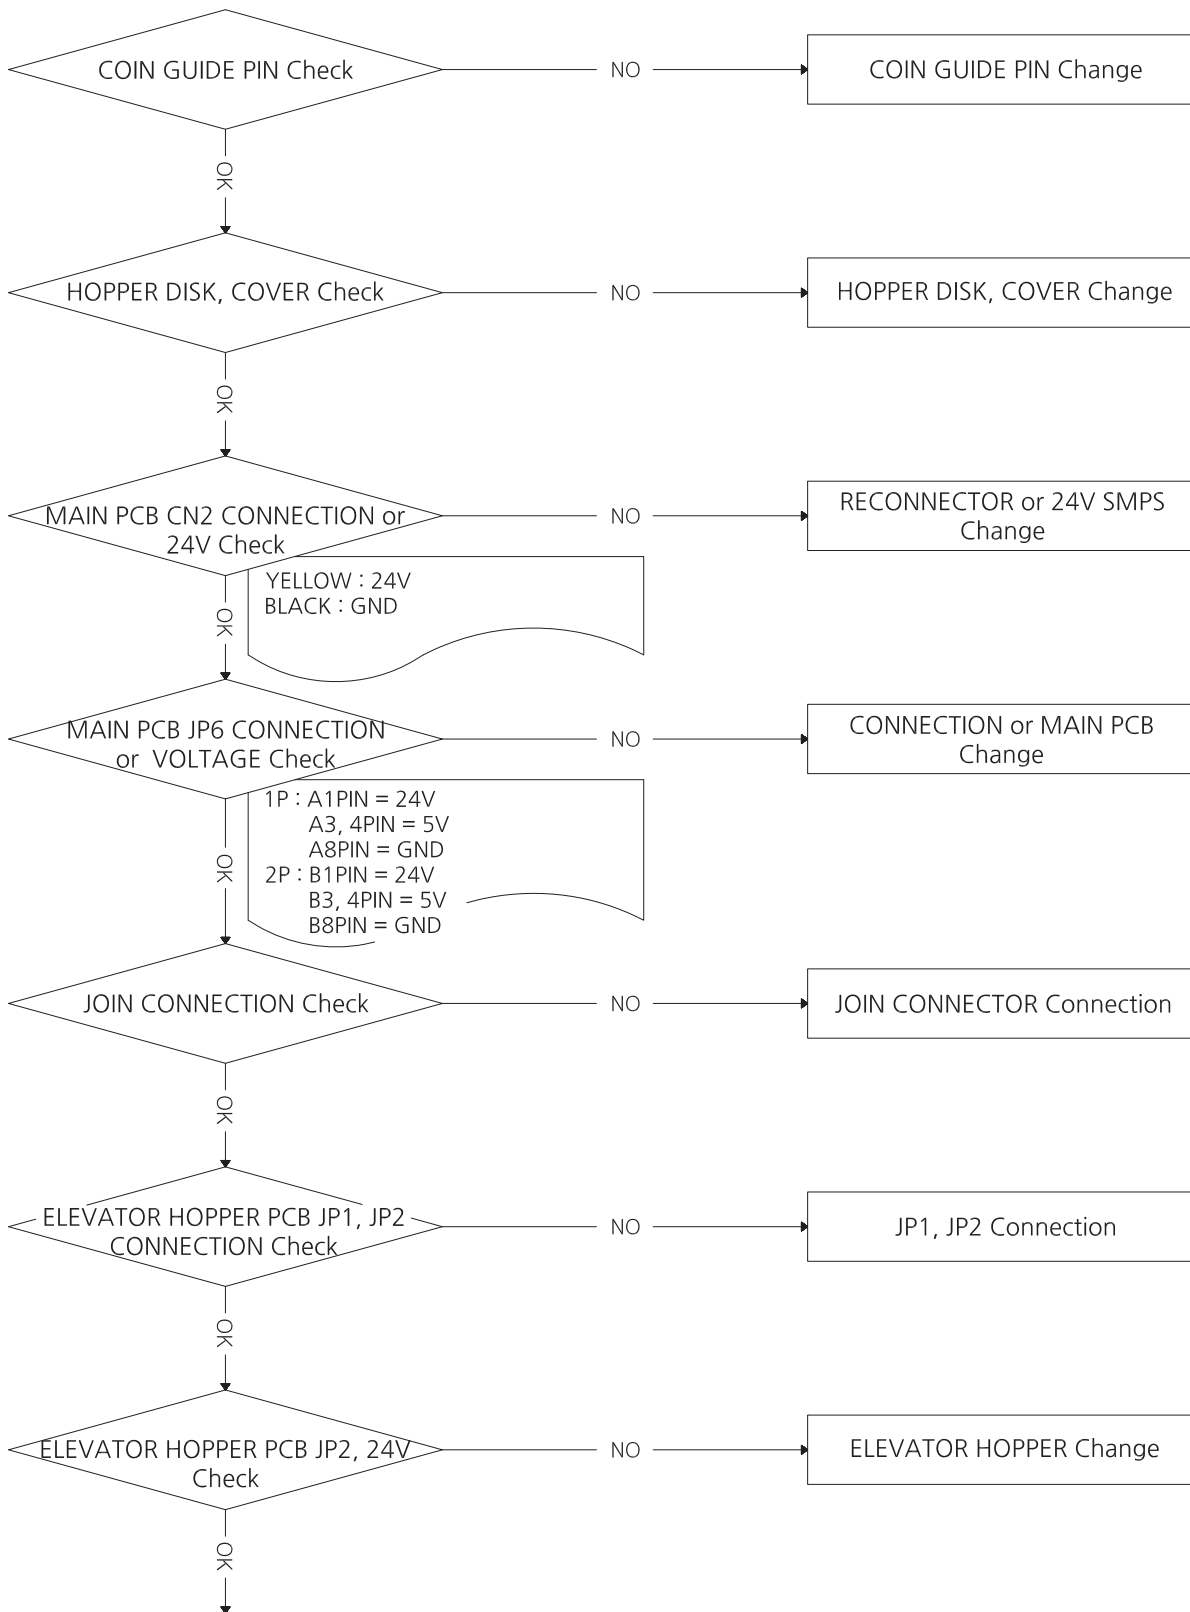 COIN GUIDE PIN Check
NO
COIN GUIDE PIN Change
OK
HOPPER DISK, COVER Check
NO
HOPPER DISK, COVER Change
OK
MAIN PCB CN2 CONNECTION or
24V Check
NO
RECONNECTOR or 24V SMPS
Change
YELLOW : 24V
BLACK : GND
OK
MAIN PCB JP6 CONNECTION
or VOLTAGE Check
NO
CONNECTION or MAIN PCB
Change
1P : A1PIN = 24V
A3, 4PIN = 5V
A8PIN = GND
2P : B1PIN = 24V
B3, 4PIN = 5V
B8PIN = GND
OK
JOIN CONNECTION Check
NO
JOIN CONNECTOR Connection
OK
ELEVATOR HOPPER PCB JP1, JP2
CONNECTION Check
NO
JP1, JP2 Connection
OK
ELEVATOR HOPPER PCB JP2, 24V
Check
NO
ELEVATOR HOPPER Change
OK